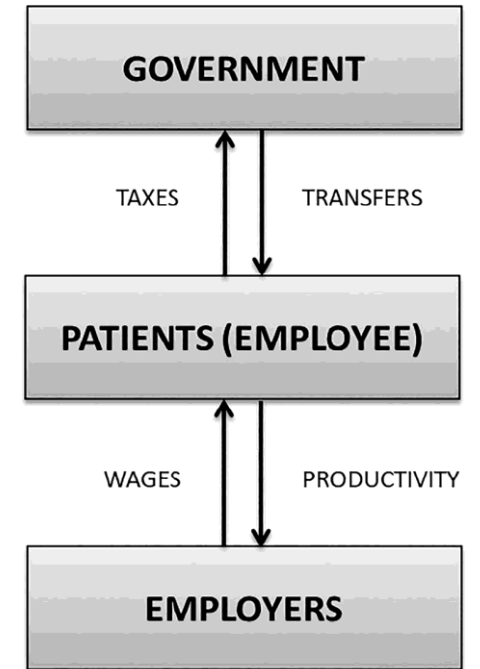 GOVERNMENT
TAXES
TRANSFERS
PATIENTS (EMPLOYEE)
WAGES
PRODUCTIVITY
EMPLOYERS